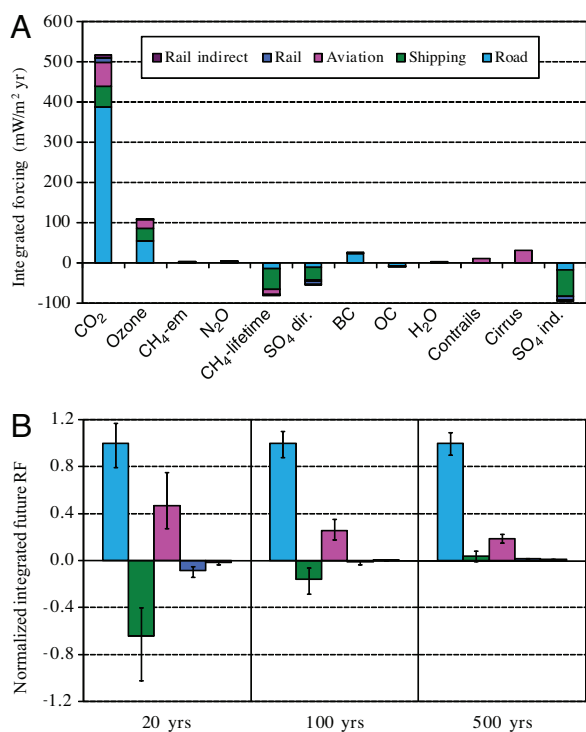 A
Integrated forcing (mW/m² yr)
600
500
400
300
200
100
0
-100
Rail indirect
Rail
Aviation
Shipping
Road
CO₂
Ozone
CH₄-em
N₂O
CH₄-lifetime
SO₄ dir.
BC
OC
H₂O
Contrails
Cirrus
SO₄ ind.
B
Normalized integrated future RF
1.2
0.8
0.4
0.0
-0.4
-0.8
-1.2
20 yrs
100 yrs
500 yrs